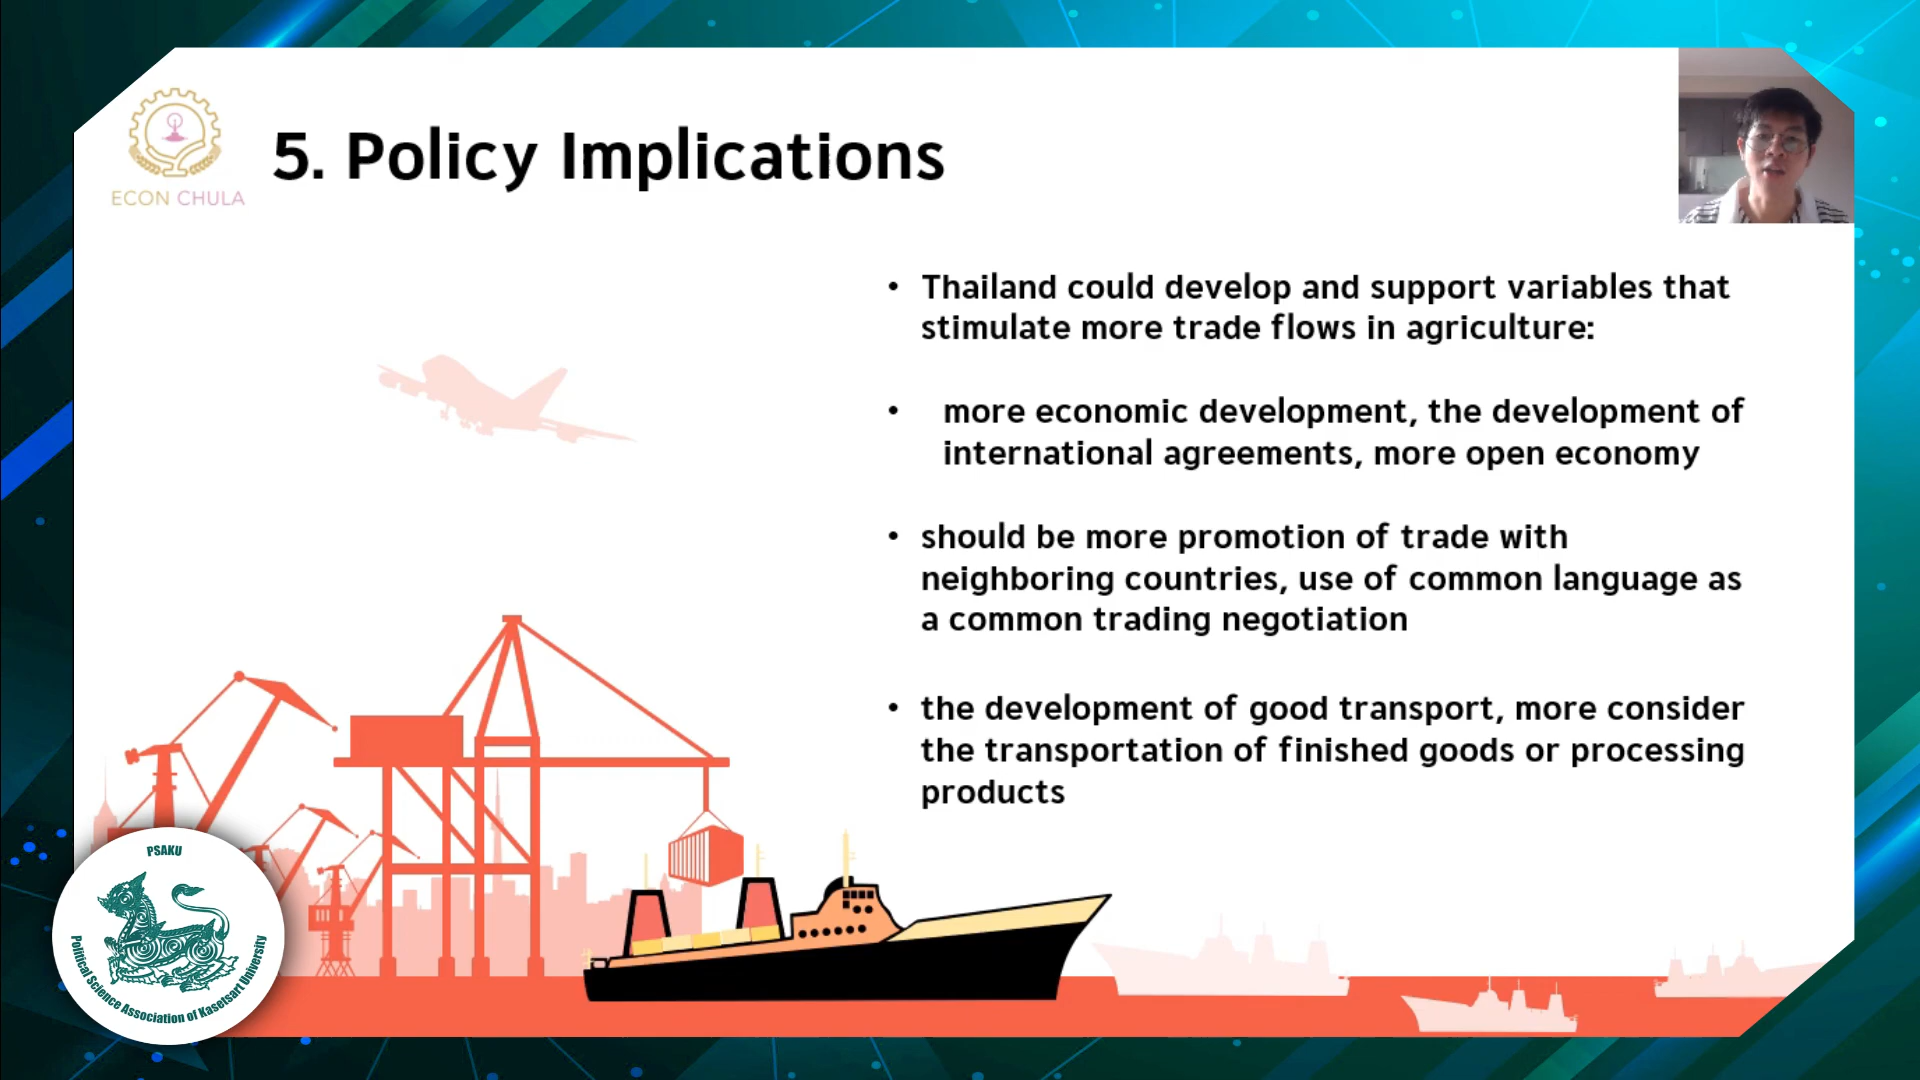 ECON CHULA
5. Policy Implications
• Thailand could develop and support variables that
stimulate more trade flows in agriculture:
• more economic development, the development of
international agreements, more open economy
• should be more promotion of trade with
neighboring countries, use of common language as
a common trading negotiation
• the development of good transport, more consider
the transportation of finished goods or processing
products
PSAKU
Political Science Association of Kasetsart University